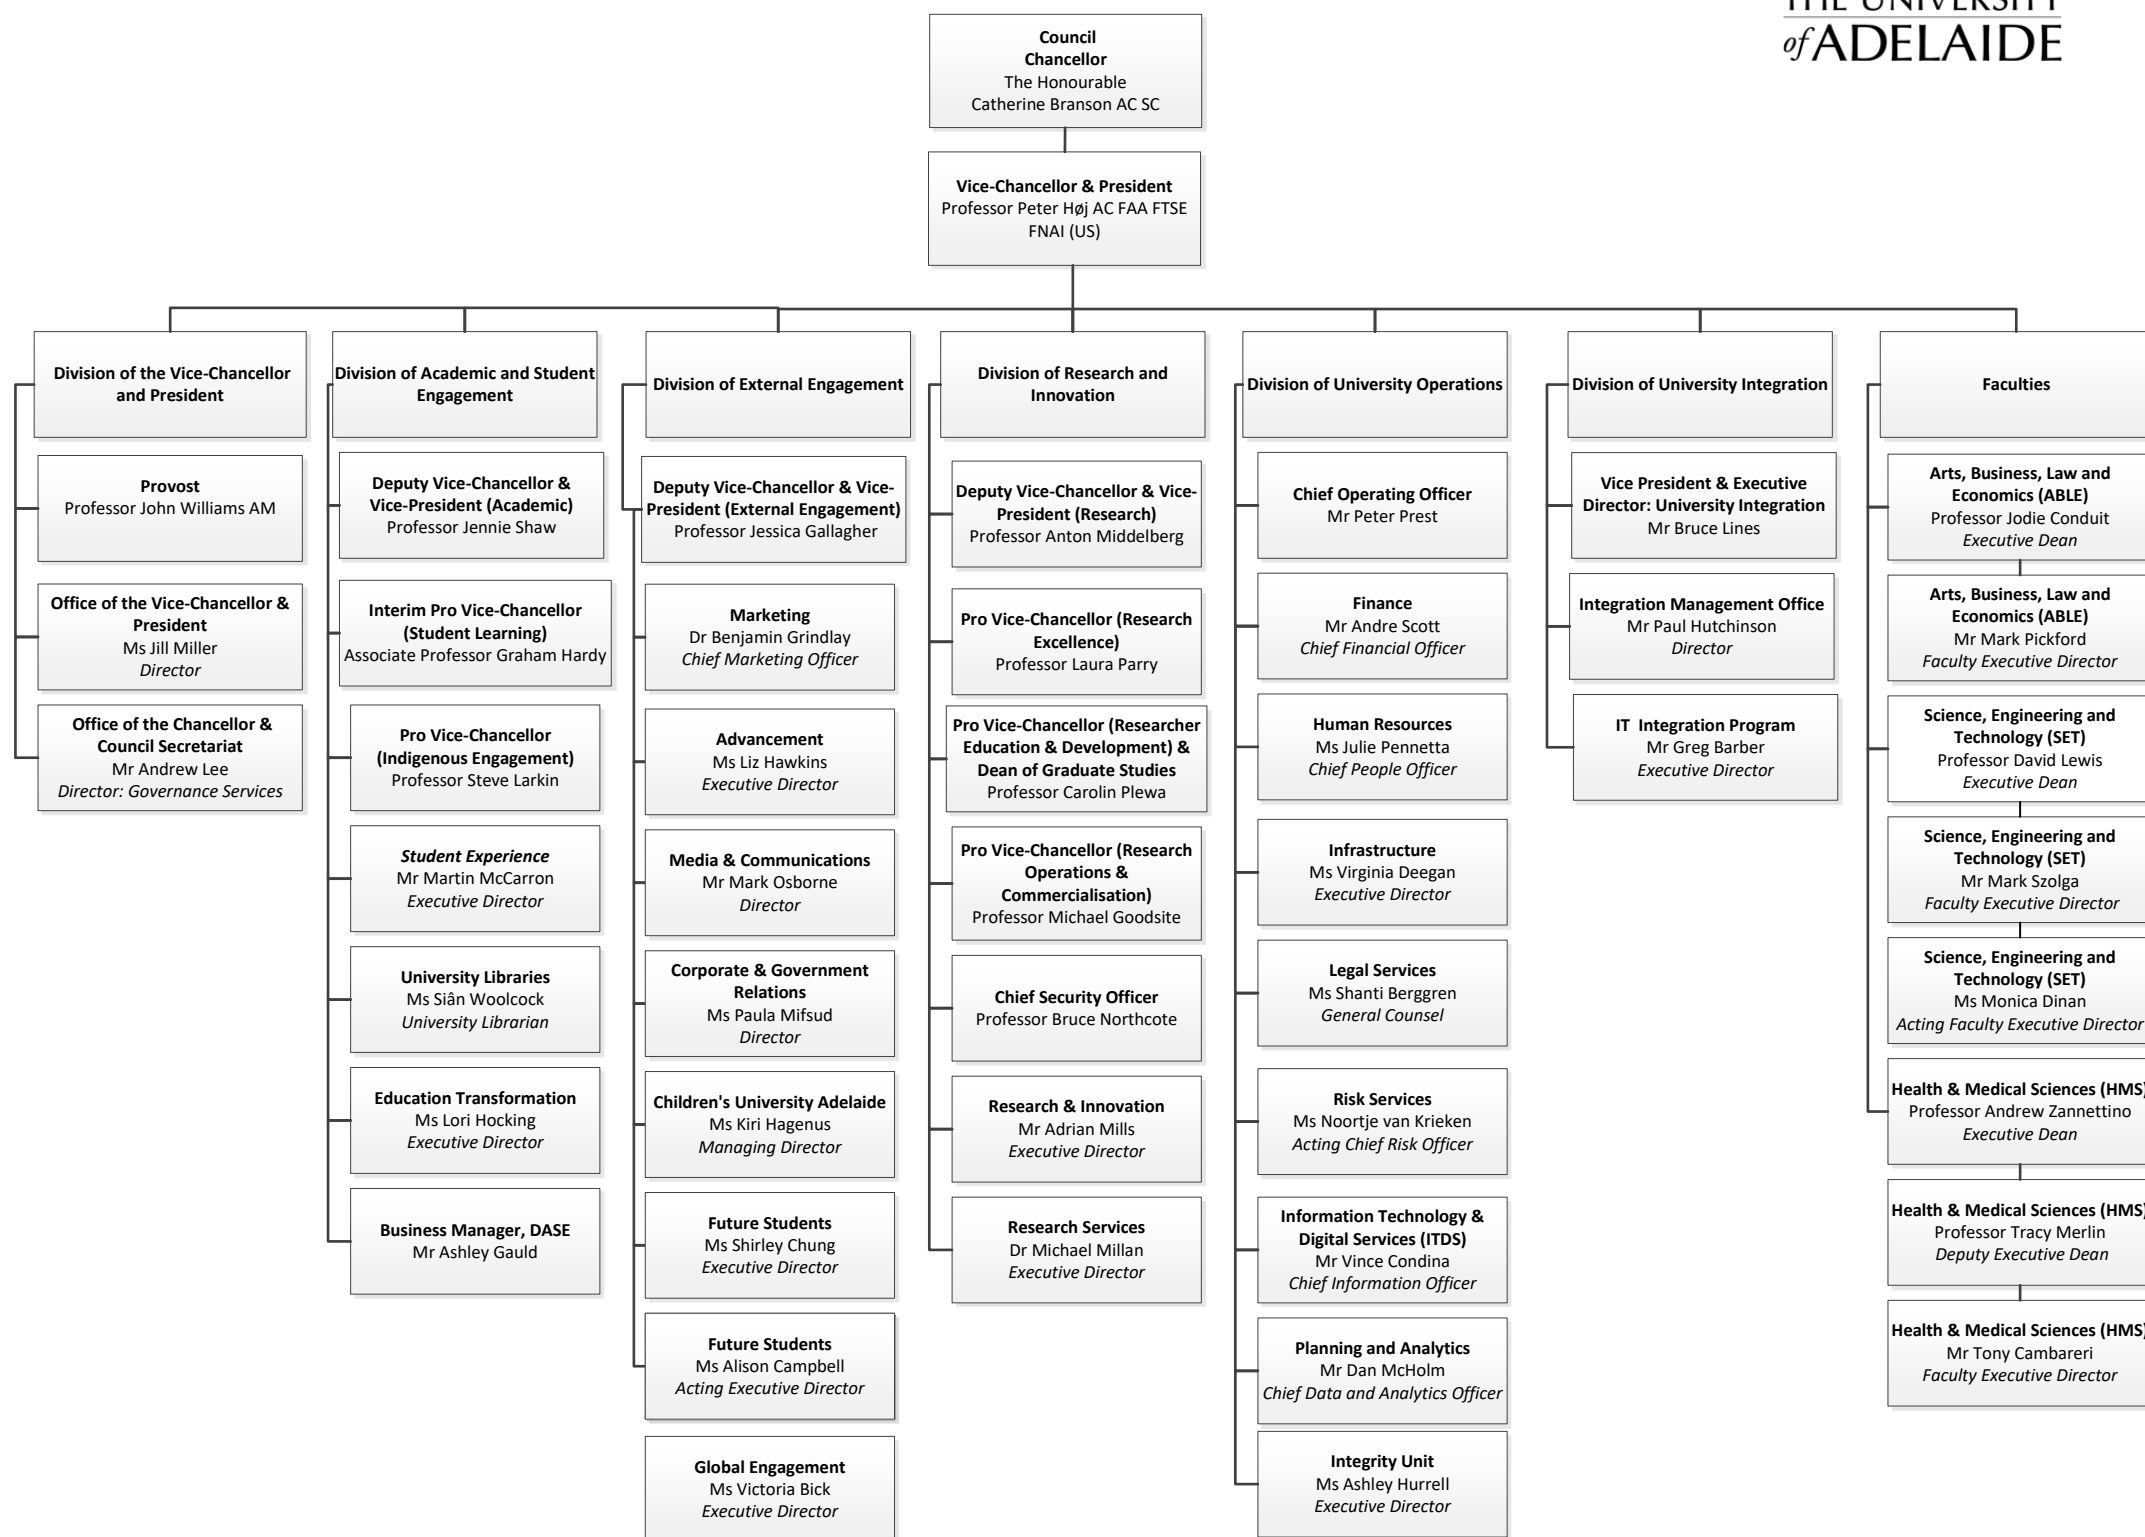 THE UNIVERSITY
of ADELAIDE
Council
Chancellor
The Honourable
Catherine Branson AC SC
Vice-Chancellor & President
Professor Peter Høj AC FAA FTSE
FNAI (US)
Division of the Vice-Chancellor
and President
Provost
Professor John Williams AM
Office of the Vice-Chancellor &
President
Ms Jill Miller
Director
Office of the Chancellor &
Council Secretariat
Mr Andrew Lee
Director: Governance Services
Division of Academic and Student
Engagement
Deputy Vice-Chancellor &
Vice-President (Academic)
Professor Jennie Shaw
Interim Pro Vice-Chancellor
(Student Learning)
Associate Professor Graham Hardy
Pro Vice-Chancellor
(Indigenous Engagement)
Professor Steve Larkin
Student Experience
Mr Martin McCarron
Executive Director
University Libraries
Ms Siân Woolcock
University Librarian
Education Transformation
Ms Lori Hocking
Executive Director
Business Manager, DASE
Mr Ashley Gauld
Division of External Engagement
Deputy Vice-Chancellor & Vice-
President (External Engagement)
Professor Jessica Gallagher
Marketing
Dr Benjamin Grindlay
Chief Marketing Officer
Advancement
Ms Liz Hawkins
Executive Director
Media & Communications
Mr Mark Osborne
Director
Corporate & Government
Relations
Ms Paula Mifsud
Director
Children's University Adelaide
Ms Kiri Hagenus
Managing Director
Future Students
Ms Shirley Chung
Executive Director
Future Students
Ms Alison Campbell
Acting Executive Director
Global Engagement
Ms Victoria Bick
Executive Director
Division of Research and
Innovation
Deputy Vice-Chancellor & Vice-
President (Research)
Professor Anton Middelberg
Pro Vice-Chancellor (Research
Excellence)
Professor Laura Parry
Pro Vice-Chancellor (Researcher
Education & Development) &
Dean of Graduate Studies
Professor Carolin Plewa
Pro Vice-Chancellor (Research
Operations &
Commercialisation)
Professor Michael Goodsite
Chief Security Officer
Professor Bruce Northcote
Research & Innovation
Mr Adrian Mills
Executive Director
Research Services
Dr Michael Millan
Executive Director
Division of University Operations
Chief Operating Officer
Mr Peter Prest
Finance
Mr Andre Scott
Chief Financial Officer
Human Resources
Ms Julie Pennetta
Chief People Officer
Infrastructure
Ms Virginia Deegan
Executive Director
Legal Services
Ms Shanti Berggren
General Counsel
Risk Services
Ms Noortje van Krieken
Acting Chief Risk Officer
Information Technology &
Digital Services (ITDS)
Mr Vince Condina
Chief Information Officer
Planning and Analytics
Mr Dan McHolm
Chief Data and Analytics Officer
Integrity Unit
Ms Ashley Hurrell
Executive Director
Division of University Integration
Vice President & Executive
Director: University Integration
Mr Bruce Lines
Integration Management Office
Mr Paul Hutchinson
Director
IT Integration Program
Mr Greg Barber
Executive Director
Faculties
Arts, Business, Law and
Economics (ABLE)
Professor Jodie Conduit
Executive Dean
Arts, Business, Law and
Economics (ABLE)
Mr Mark Pickford
Faculty Executive Director
Science, Engineering and
Technology (SET)
Professor David Lewis
Executive Dean
Science, Engineering and
Technology (SET)
Mr Mark Szolga
Faculty Executive Director
Science, Engineering and
Technology (SET)
Ms Monica Dinan
Acting Faculty Executive Director
Health & Medical Sciences (HMS)
Professor Andrew Zannettino
Executive Dean
Health & Medical Sciences (HMS)
Professor Tracy Merlin
Deputy Executive Dean
Health & Medical Sciences (HMS)
Mr Tony Cambareri
Faculty Executive Director